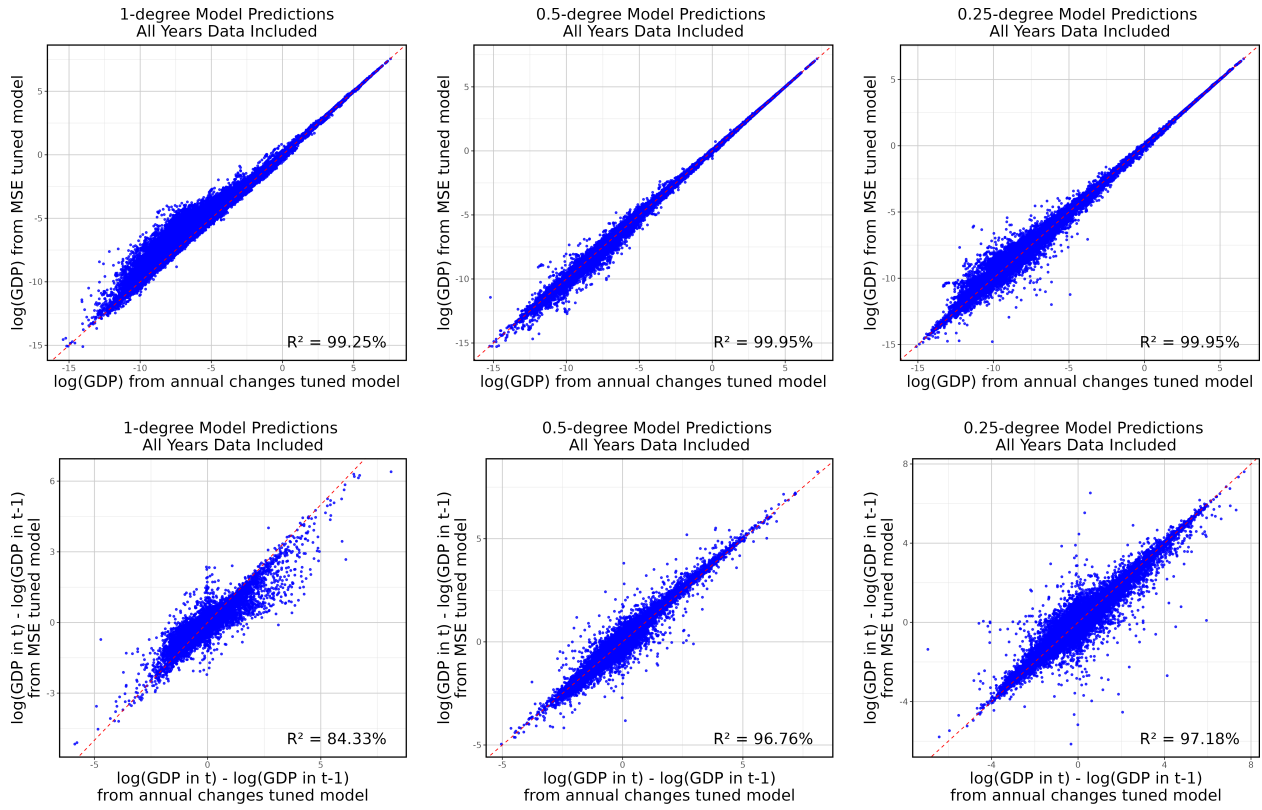 1-degree Model Predictions
All Years Data Included
log(GDP) from MSE tuned model
5
0
-5
-10
-15
R² = 99.25%
-15
-10
-5
0
5
log(GDP) from annual changes tuned model
0.5-degree Model Predictions
All Years Data Included
log(GDP) from MSE tuned model
5
0
-5
-10
-15
R² = 99.95%
-15
-10
-5
0
5
log(GDP) from annual changes tuned model
0.25-degree Model Predictions
All Years Data Included
log(GDP) from MSE tuned model
5
0
-5
-10
-15
R² = 99.95%
-15
-10
-5
0
5
log(GDP) from annual changes tuned model
1-degree Model Predictions
All Years Data Included
log(GDP in t) - log(GDP in t-1)
from MSE tuned model
6
3
0
-3
R² = 84.33%
-5
0
5
log(GDP in t) - log(GDP in t-1)
from annual changes tuned model
0.5-degree Model Predictions
All Years Data Included
log(GDP in t) - log(GDP in t-1)
from MSE tuned model
5
0
-5
R² = 96.76%
-5
0
5
log(GDP in t) - log(GDP in t-1)
from annual changes tuned model
0.25-degree Model Predictions
All Years Data Included
log(GDP in t) - log(GDP in t-1)
from MSE tuned model
8
4
0
-4
R² = 97.18%
-4
0
4
8
log(GDP in t) - log(GDP in t-1)
from annual changes tuned model